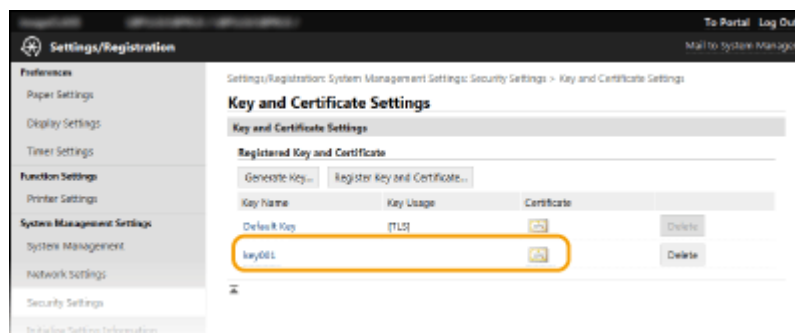 To Portal Log Out
Settings/Registration
Mail to System Manager
Preferences
Paper Settings
Display Settings
Timer Settings
Function Settings
Printer Settings
System Management Settings
System Management
Network Settings
Security Settings
Initialize Setting Information
Settings/Registration: System Management Settings: Security Settings > Key and Certificate Settings
Key and Certificate Settings
Key and Certificate Settings
Registered Key and Certificate
Generate Key... Register Key and Certificate...
Key Name Key Usage Certificate
Default Key [TLS] Delete
key001 Delete